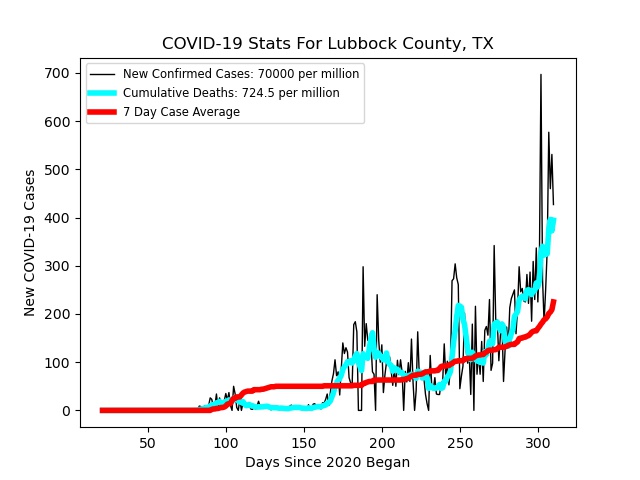 COVID-19 Stats For Lubbock County, TX
New Confirmed Cases: 70000 per million
Cumulative Deaths: 724.5 per million
7 Day Case Average
700
600
500
400
300
200
100
0
New COVID-19 Cases
50 100 150 200 250 300
Days Since 2020 Began